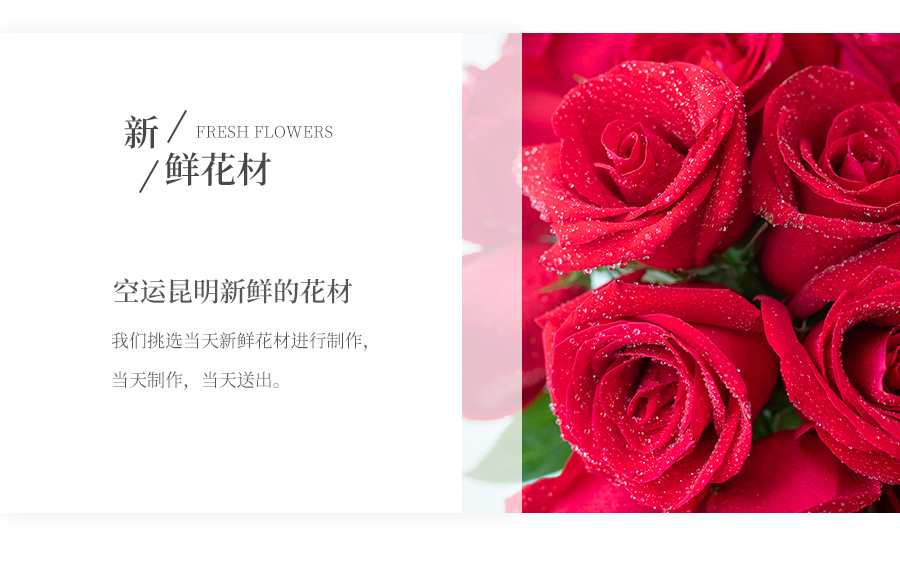 新
FRESH FLOWERS
鲜花材
空运昆明新鲜的花材
我们挑选当天新鲜花材进行制作，
当天制作，当天送出。